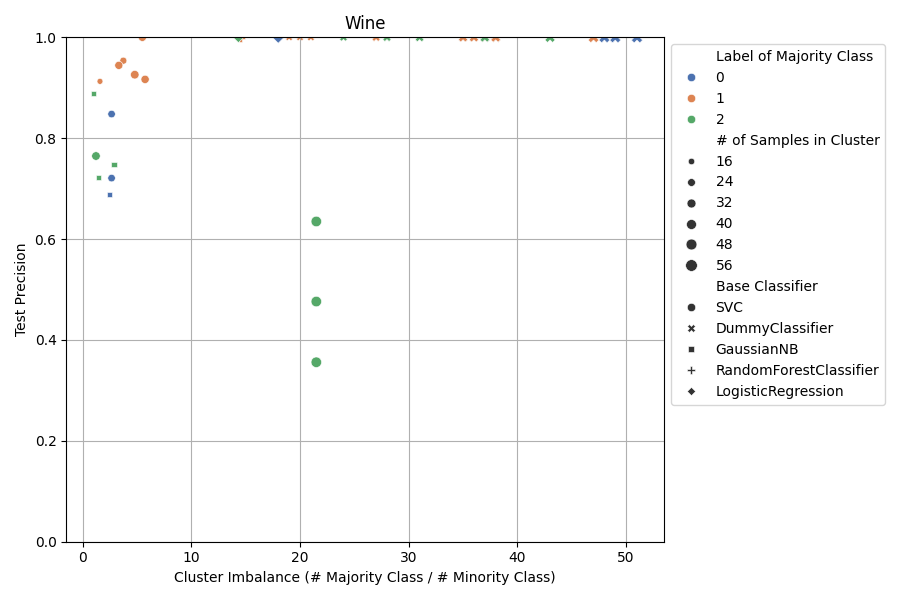 Wine
1.0
0.8
0.6
0.4
0.2
0.0
Test Precision
0 10 20 30 40 50
Cluster Imbalance (# Majority Class / # Minority Class)
Label of Majority Class
0
1
2
# of Samples in Cluster
16
24
32
40
48
56
Base Classifier
SVC
DummyClassifier
GaussianNB
RandomForestClassifier
LogisticRegression